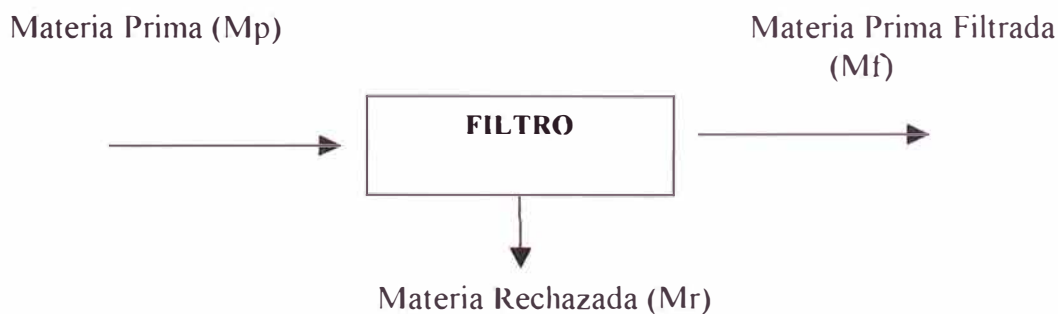 Materia Prima (Mp)
Materia Prima Filtrada
(Mf)
FILTRO
Materia Rechazada (Mr)